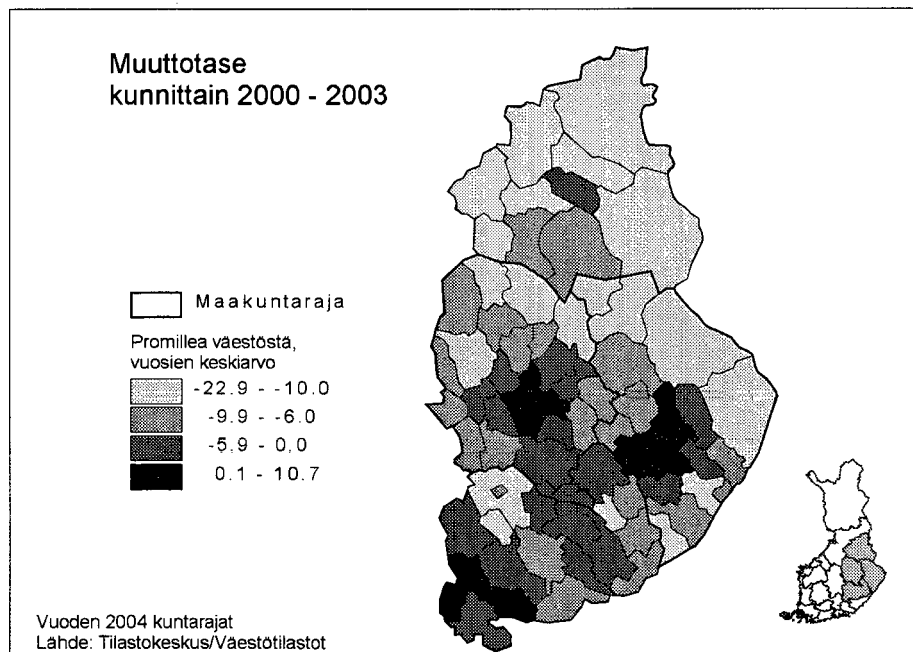 Muuttotase
kunnittain 2000 - 2003
Maakuntaraja
Promillea väestöstä,
vuosien keskiarvo
-22.9 - -10.0
-9.9 - -6.0
-5.9 - 0.0
0.1 - 10.7
Vuoden 2004 kuntarajat
Lähde: Tilastokeskus/Väestötilastot